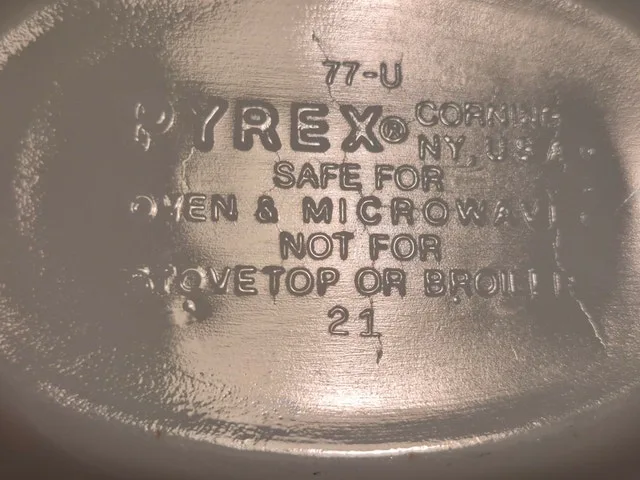 77-U
PYREX® CORNING
NY, USA
SAFE FOR
OVEN & MICROWAVE
NOT FOR
STOVETOP OR BROILER
21